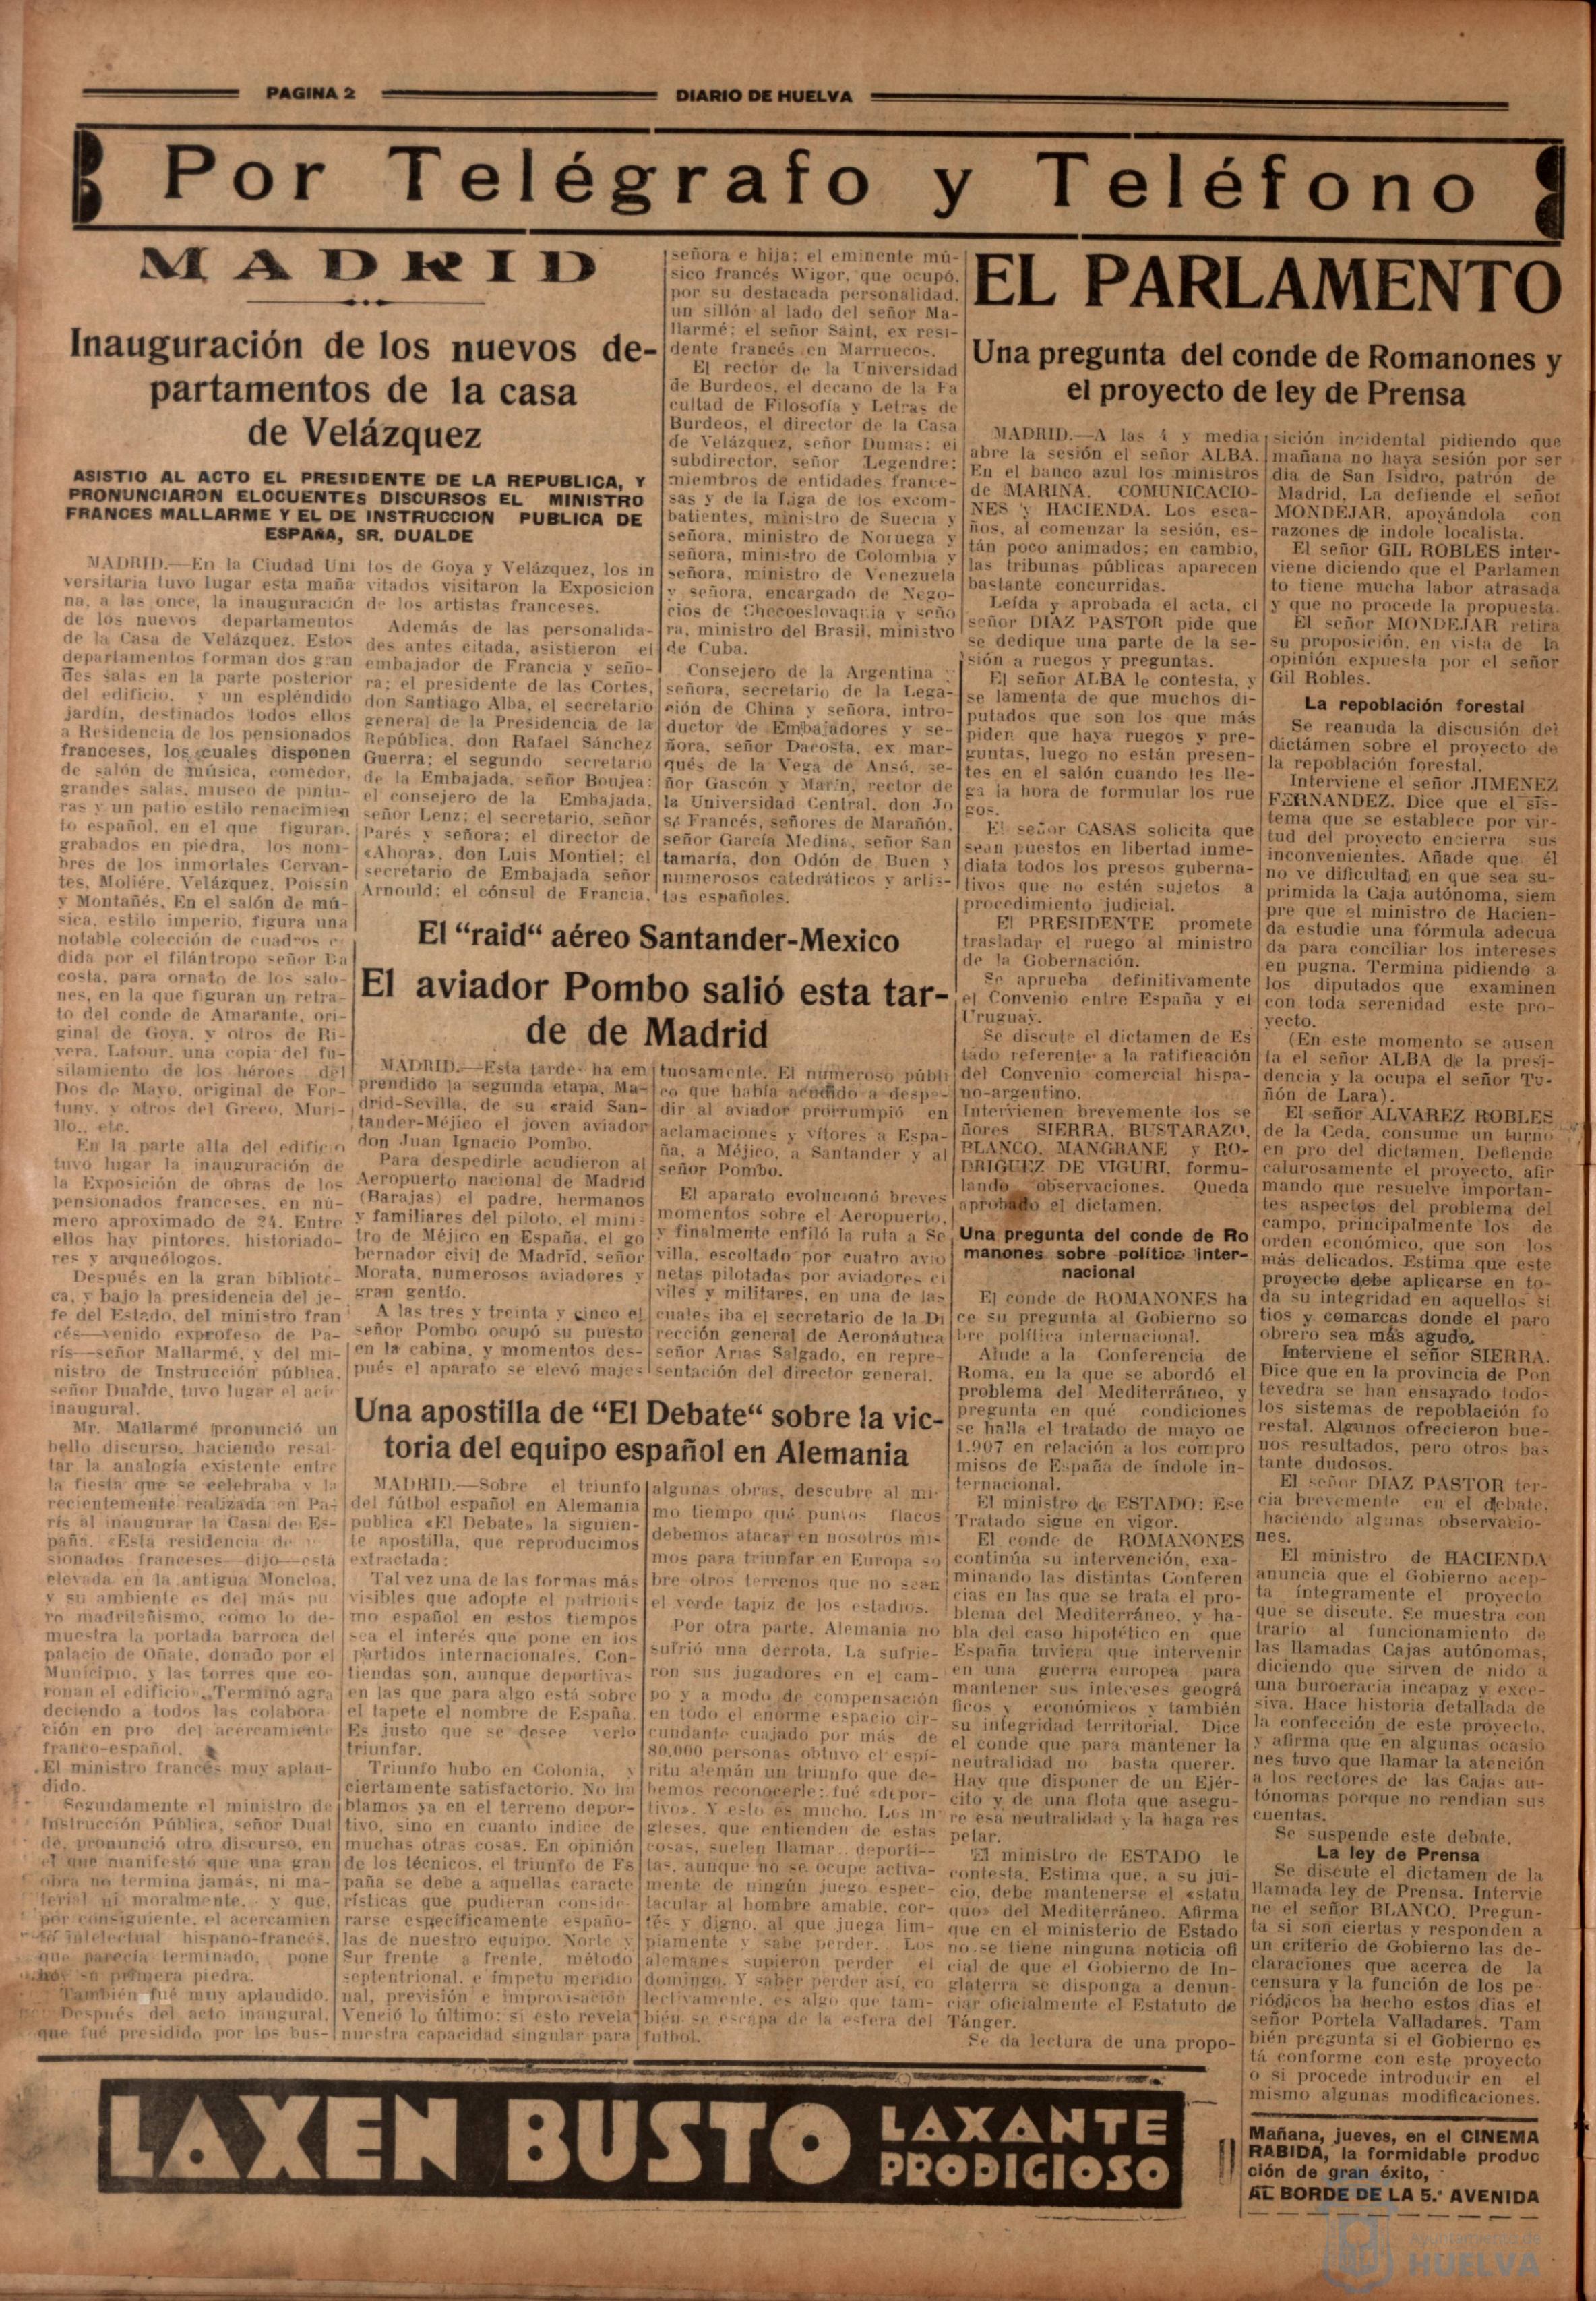 PAGINA 2
DIARIO DE HUELVA
Por Telégrafo y Teléfono
MADRID
Inauguración de los nuevos de-
partamentos de la casa
de Velázquez
ASISTIO AL ACTO EL PRESIDENTE DE LA REPUBLICA, Y
PRONUNCIARON ELOCUENTES DISCURSOS EL MINISTRO
FRANCES MALLARME Y EL DE INSTRUCCION PUBLICA DE
ESPAÑA, SR. DUALDE
MADRID.—En la Ciudad Uni
versitaria tuvo lugar esta maña
na, a las once, la inauguración
de los nuevos departamentos
de la Casa de Velázquez. Estos
departamentos forman dos gran
des salas en la parte posterior
del edificio, y un espléndido
jardín, destinados todos ellos
a Residencia de los pensionados
franceses, los cuales disponen
de salón de música, comedor,
grandes salas, museo de pintu-
ras y un patio estilo renacimien
to español, en el que figuran,
grabados en piedra, los nom-
bres de los inmortales Cervan-
tes, Moliére, Velázquez, Poissin
y Montañés. En el salón de mú-
sica, estilo imperio, figura una
notable colección de cuadros ce
dida por el filántropo señor Da
costa, para ornato de los salo-
nes, en la que figuran un retra-
to del conde de Amarante, ori-
ginal de Goya, y otros de Ri-
vera, Latour, una copia del fu-
silamiento de los héroes del
Dos de Mayo, original de For-
tuny, y otros del Greco, Muri-
llo., etc.
En la parte alta del edificio
tuvo lugar la inauguración de
la Exposición de obras de los
pensionados franceses, en nú-
mero aproximado de 24. Entre
ellos hay pintores, historiado-
res y arqueólogos.
Después en la gran bibliote-
ca, y bajo la presidencia del je-
fe del Estado, del ministro fran
cés—venido exprofeso de Pa-
rís—señor Mallarmé, y del mi-
nistro de Instrucción pública,
señor Dualde, tuvo lugar el acto
inaugural.
Mr. Mallarmé pronunció un
bello discurso, haciendo resal-
tar la analogía existente entre
la fiesta que se celebraba y la
recientemente realizada en Pa-
rís al inaugurar la Casa de Es-
paña. «Esta residencia de
sionados franceses—dijo—está
elevada en la antigua Moncloa,
y su ambiente es del más pu
ro madrileñismo, como lo de-
muestra la portada barroca del
palacio de Oñate, donado por el
Municipio, y las torres que co-
ronan el edificio». Terminó agra
deciendo a todos las colabora
ción en pro del acercamiento
franco-español.
El ministro francés muy aplau-
dido.
Seguidamente el ministro de
Instrucción Pública, señor Dual
de, pronunció otro discurso, en
el que manifestó que una gran
obra no termina jamás, ni ma-
terial ni moralmente, y que,
por consiguiente, el acercamien
to intelectual hispano-francés,
que parecía terminado, pone
hoy su primera piedra.
También fué muy aplaudido.
Después del acto inaugural,
que fué presidido por los bus-
tos de Goya y Velázquez, los in
vitados visitaron la Exposicion
de los artistas franceses.
Además de las personalida-
des antes citada, asistieron el
embajador de Francia y seño-
ra; el presidente de las Cortes,
don Santiago Alba, el secretario
general de la Presidencia de la
República, don Rafael Sánchez
Guerra; el segundo secretario
de la Embajada, señor Boujea;
el consejero de la Embajada,
señor Lenz; el secretario, señor
Parés y señora; el director de
«Ahora», don Luis Montiel; el
secretario de Embajada señor
Arnould; el cónsul de Francia,
señora e hija; el eminente mú-
sico francés Wigor, que ocupó,
por su destacada personalidad,
un sillón al lado del señor Ma-
llarmé; el señor Saint, ex resi-
dente francés en Marruecos.
El rector de la Universidad
de Burdeos, el decano de la Fa
cultad de Filosofía y Letras de
Burdeos, el director de la Casa
de Velázquez, señor Dumas; el
subdirector, señor Legendre;
miembros de entidades france-
sas y de la Liga de los excom-
batientes, ministro de Suecia y
señora, ministro de Noruega y
señora, ministro de Colombia y
señora, ministro de Venezuela
y señora, encargado de Nego-
cios de Checoeslovaquia y seño
ra, ministro del Brasil, ministro
de Cuba.
Consejero de la Argentina y
señora, secretario de la Lega-
ción de China y señora, intro-
ductor de Embajadores y se-
ñora, señor Dacosta, ex mar-
qués de la Vega de Anso, se-
ñor Gascón y Marín, rector de
la Universidad Central, don Jo
sé Francés, señores de Marañón,
señor García Medina, señor San
tamaría, don Odón de Buen y
numerosos catedráticos y artis-
tas españoles.
El “raid“ aéreo Santander-Mexico
El aviador Pombo salió esta tar-
de de Madrid
MADRID.—Esta tarde ha em
prendido la segunda etapa, Ma-
drid-Sevilla, de su «raid San-
tander-Méjico el joven aviador
don Juan Ignacio Pombo.
Para despedirle acudieron al
Aeropuerto nacional de Madrid
(Barajas) el padre, hermanos
y familiares del piloto, el minis
tro de Méjico en España, el go
bernador civil de Madrid, señor
Morata, numerosos aviadores y
gran gentío.
A las tres y treinta y cinco el
señor Pombo ocupó su puesto
en la cabina, y momentos des-
pués el aparato se elevó majes
tuosamente. El numeroso públi
co que había acudido a despe-
dir al aviador prorrumpió en
aclamaciones y vítores a Espa-
ña, a Méjico, a Santander y al
señor Pombo.
El aparato evolucionó breves
momentos sobre el Aeropuerto,
y finalmente enfiló la ruta a Se
villa, escoltado por cuatro avio
netas pilotadas por aviadores ci
viles y militares, en una de las
cuales iba el secretario de la Di
rección general de Aeronáutica
señor Arias Salgado, en repre-
sentación del director general.
Una apostilla de “El Debate“ sobre la vic-
toria del equipo español en Alemania
MADRID.—Sobre el triunfo
del fútbol español en Alemania
publica «El Debate» la siguien-
te apostilla, que reproducimos
extractada:
Tal vez una de las formas más
visibles que adopte el patriotis
mo español en estos tiempos
sea el interés que pone en los
partidos internacionales. Con-
tiendas son, aunque deportivas
en las que para algo está sobre
el tapete el nombre de España.
Es justo que se desee verlo
triunfar.
Triunfo hubo en Colonia, y
ciertamente satisfactorio. No ha
blamos ya en el terreno depor-
tivo, sino en cuanto índice de
muchas otras cosas. En opinión
de los técnicos, el triunfo de Es
paña se debe a aquellas caracte
rísticas que pudieran conside
rarse específicamente españo-
las de nuestro equipo. Norte y
Sur frente a frente, método
septentrional, e ímpetu meridio
nal, previsión e improvisación
Venció lo último; si esto revela
nuestra capacidad singular para
algunas obras, descubre al mi-
mo tiempo qué puntos flacos
debemos atacar en nosotros mis-
mos para triunfar en Europa so
bre otros terrenos que no sean
el verde tapiz de los estadios.
Por otra parte, Alemania no
sufrió una derrota. La sufrie-
ron sus jugadores en el cam-
po y a modo de compensación
en todo el enorme espacio cir-
cundante cuajado por más de
80.000 personas obtuvo el espí-
ritu alemán un triunfo que de-
bemos reconocerle; fué «depor-
tivo». Y esto es mucho. Los in
gleses, que entienden de estas
cosas, suelen llamar deporti-
tas, aunque no se ocupe activa-
mente de ningún juego espec-
tacular al hombre amable, cor-
tés y digno, al que juega lim-
piamente y sabe perder. Los
alemanes supieron perder el
domingo. Y saber perder así, co
lectivamente, es algo que tam-
bién se escapa de la esfera del
fútbol.
EL PARLAMENTO
Una pregunta del conde de Romanones y
el proyecto de ley de Prensa
MADRID.—A las 4 y media
abre la sesión el señor ALBA.
En el banco azul los ministros
de MARINA, COMUNICACIO-
NES y HACIENDA. Los esca-
ños, al comenzar la sesión, es-
tán poco animados; en cambio,
las tribunas públicas aparecen
bastante concurridas.
Leída y aprobada el acta, el
señor DIAZ PASTOR pide que
se dedique una parte de la se-
sión a ruegos y preguntas.
El señor ALBA le contesta, y
se lamenta de que muchos di-
putados que son los que más
piden que haya ruegos y pre-
guntas, luego no están presen-
tes en el salón cuando les lle-
ga la hora de formular los rue
gos.
El señor CASAS solicita que
sean puestos en libertad inme-
diata todos los presos guberna-
tivos que no estén sujetos a
procedimiento judicial.
El PRESIDENTE promete
trasladar el ruego al ministro
de la Gobernación.
Se aprueba definitivamente
el Convenio entre España y el
Uruguay.
Se discute el dictamen de Es
tado referente a la ratificación
del Convenio comercial hispa-
no-argentino.
Intervienen brevemente los se
ñores SIERRA, BUSTARAZO,
BLANCO, MANGRANE y RO-
DRIGUEZ DE VIGURI, formu-
lando observaciones. Queda
aprobado el dictamen.
Una pregunta del conde de Ro
manones sobre política inter-
nacional
El conde de ROMANONES ha
ce su pregunta al Gobierno so
bre política internacional.
Alude a la Conferencia de
Roma, en la que se abordó el
problema del Mediterráneo, y
pregunta en qué condiciones
se halla el tratado de mayo de
1.907 en relación a los compro
misos de España de índole in-
ternacional.
El ministro de ESTADO: Ese
Tratado sigue en vigor.
El conde de ROMANONES
continúa su intervención, exa-
minando las distintas Conferen
cias en las que se trata el pro-
blema del Mediterráneo, y ha-
bla del caso hipotético en que
España tuviera que intervenir
en una guerra europea para
mantener sus intereses geográ
ficos y económicos y también
su integridad territorial. Dice
el conde que para mantener la
neutralidad no basta querer.
Hay que disponer de un Ejér-
cito y de una flota que asegu-
re esa neutralidad y la haga res
petar.
El ministro de ESTADO le
contesta. Estima que, a su jui-
cio, debe mantenerse el «statu
quo» del Mediterráneo. Afirma
que en el ministerio de Estado
no se tiene ninguna noticia ofi
cial de que el Gobierno de In-
glaterra se disponga a denun-
ciar oficialmente el Estatuto de
Tánger.
Se da lectura de una propo-
sición incidental pidiendo que
mañana no haya sesión por ser
dia de San Isidro, patrón de
Madrid. La defiende el señor
MONDEJAR, apoyándola con
razones de índole localista.
El señor GIL ROBLES inter-
viene diciendo que el Parlamen
to tiene mucha labor atrasada
y que no procede la propuesta.
El señor MONDEJAR retira
su proposición, en vista de la
opinión expuesta por el señor
Gil Robles.
La repoblación forestal
Se reanuda la discusión del
dictámen sobre el proyecto de
la repoblación forestal.
Interviene el señor JIMENEZ
FERNANDEZ. Dice que el sis-
tema que se establece por vir-
tud del proyecto encierra sus
inconvenientes. Añade que él
no ve dificultad en que sea su-
primida la Caja autónoma, siem
pre que el ministro de Hacien-
da estudie una fórmula adecua
da para conciliar los intereses
en pugna. Termina pidiendo a
los diputados que examinen
con toda serenidad este pro-
yecto.
(En este momento se ausen
ta el señor ALBA de la presi-
dencia y la ocupa el señor Tu-
ñón de Lara).
El señor ALVAREZ ROBLES
de la Ceda, consume un turno
en pro del dictamen. Defiende
calurosamente el proyecto, afir
mando que resuelve importan-
tes aspectos del problema del
campo, principalmente los de
orden económico, que son los
más delicados. Estima que este
proyecto debe aplicarse en to-
da su integridad en aquellos si
tios y comarcas donde el paro
obrero sea más agudo.
Interviene el señor SIERRA.
Dice que en la provincia de Pon
tevedra se han ensayado todos
los sistemas de repoblación fo
restal. Algunos ofrecieron bue-
nos resultados, pero otros bas
tante dudosos.
El señor DIAZ PASTOR ter-
cia brevemente en el debate,
haciendo algunas observacio-
nes.
El ministro de HACIENDA
anuncia que el Gobierno acep-
ta íntegramente el proyecto
que se discute. Se muestra con
trario al funcionamiento de
las llamadas Cajas autónomas,
diciendo que sirven de nido a
una burocracia incapaz y exce-
siva. Hace historia detallada de
la confección de este proyecto,
y afirma que en algunas ocasio
nes tuvo que llamar la atención
a los rectores de las Cajas au-
tónomas porque no rendían sus
cuentas.
Se suspende este debate.
La ley de Prensa
Se discute el dictamen de la
llamada ley de Prensa. Intervie
ne el señor BLANCO. Pregun-
ta si son ciertas y responden a
un criterio de Gobierno las de-
claraciones que acerca de la
censura y la función de los pe-
riódicos ha hecho estos dias el
señor Portela Valladares. Tam
bién pregunta si el Gobierno es
tá conforme con este proyecto
o si procede introducir en el
mismo algunas modificaciones.
LAXEN BUSTO
LAXANTE
PRODIGIOSO
Mañana, jueves, en el CINEMA
RABIDA, la formidable produc
ción de gran éxito,
AL BORDE DE LA 5.ª AVENIDA
Ayuntamiento de
HUELVA